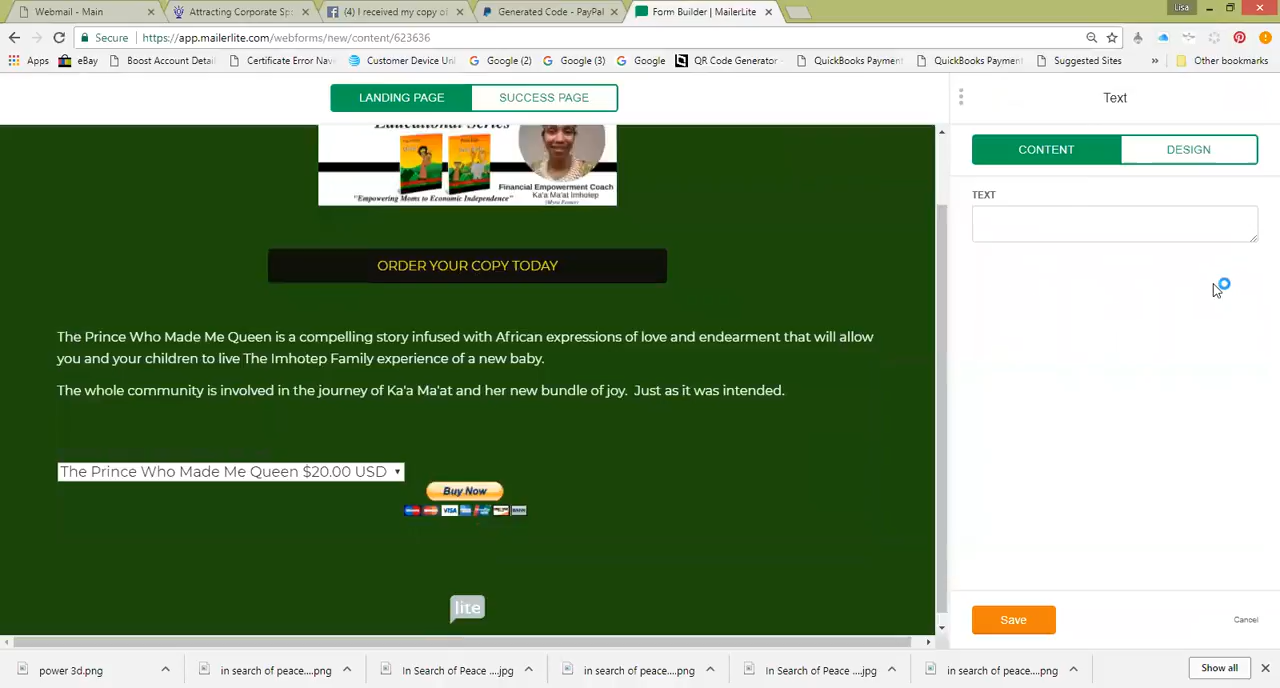 Webmail - Main
Attracting Corporate Sp
(4) I received my copy o
Generated Code - PayPal
Form Builder | MailerLite
Lisa
Secure
https://app.mailerlite.com/webforms/new/content/623636
Apps
eBay
Boost Account Detail
Certificate Error Nav
Customer Device Un
Google (2)
Google (3)
Google
QR Code Generator -
QuickBooks Payment
QuickBooks Payment
Suggested Sites
»
Other bookmarks
LANDING PAGE
SUCCESS PAGE
Text
CONTENT
DESIGN
TEXT
Educational Series
Financial Empowerment Coach
Ka'a Ma'at Imhotep
"Empowering Moms to Economic Independence"
ORDER YOUR COPY TODAY
The Prince Who Made Me Queen is a compelling story infused with African expressions of love and endearment that will allow
you and your children to live The Imhotep Family experience of a new baby.
The whole community is involved in the journey of Ka'a Ma'at and her new bundle of joy. Just as it was intended.
The Prince Who Made Me Queen $20.00 USD
Buy Now
VISA
lite
Save
Cancel
power 3d.png
in search of peace....png
In Search of Peace ....jpg
in search of peace....png
In Search of Peace ....jpg
in search of peace....png
Show all